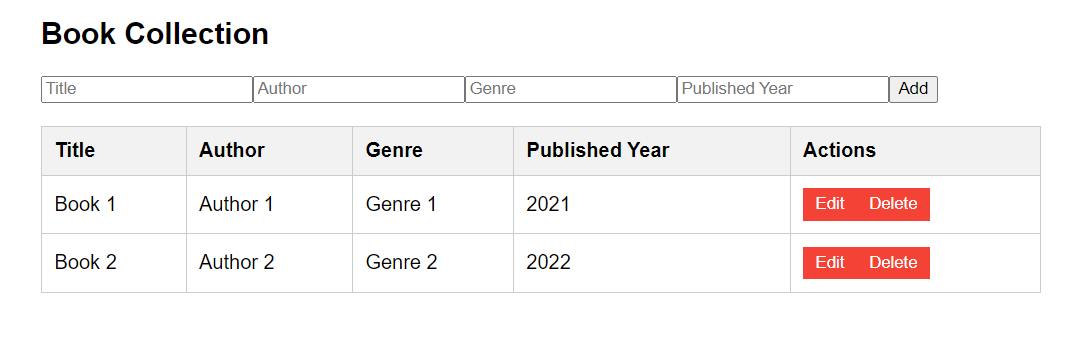 Book Collection
Title Author Genre Published Year Add
Title Author Genre Published Year Actions
Book 1 Author 1 Genre 1 2021 Edit Delete
Book 2 Author 2 Genre 2 2022 Edit Delete